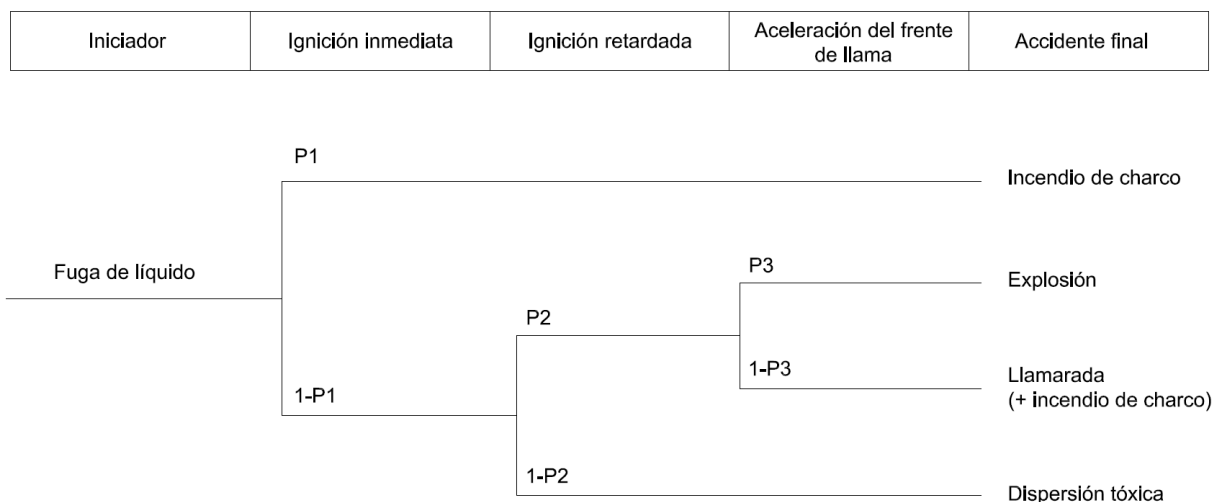 Iniciador
Ignición inmediata
Ignición retardada
Aceleración del frente
de llama
Accidente final
P1
Incendio de charco
Fuga de líquido
P3
Explosión
P2
1-P3
Llamarada
(+ incendio de charco)
1-P1
1-P2
Dispersión tóxica